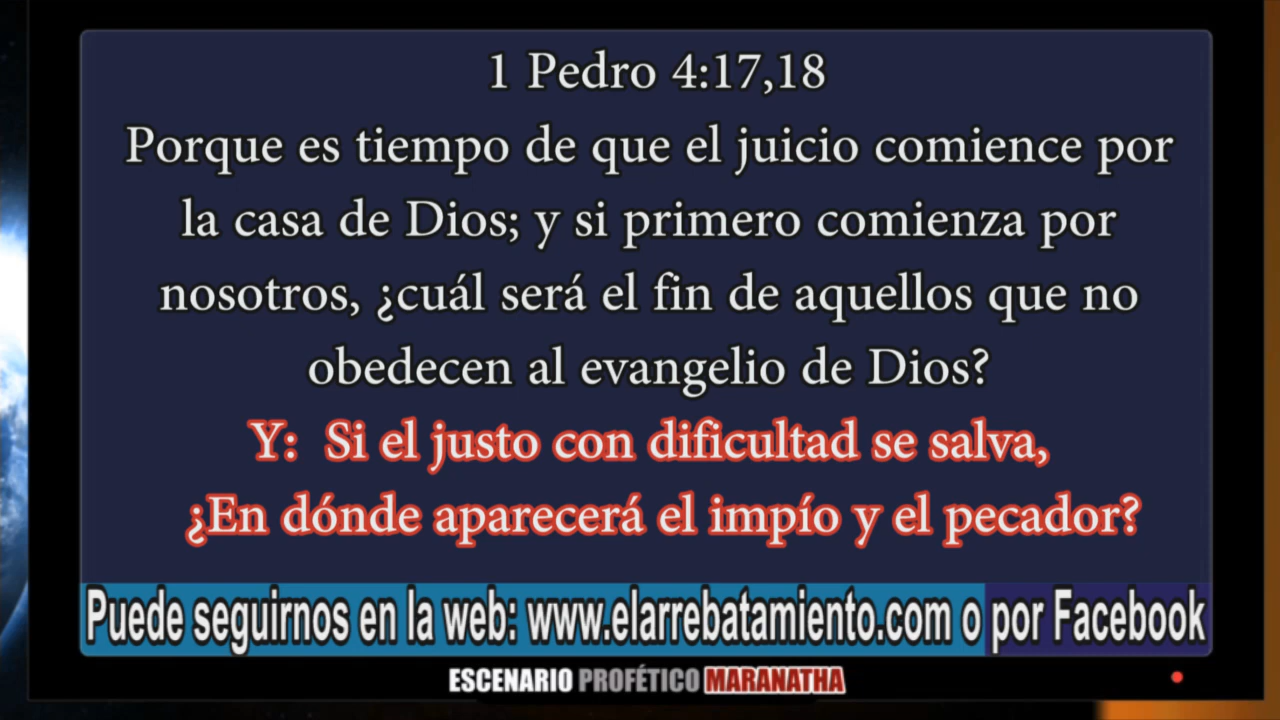 1 Pedro 4:17,18
Porque es tiempo de que el juicio comience por
la casa de Dios; y si primero comienza por
nosotros, ¿cuál será el fin de aquellos que no
obedecen al evangelio de Dios?
Y: Si el justo con dificultad se salva,
¿En dónde aparecerá el impío y el pecador?
Puede seguirnos en la web: www.elarrebatamiento.com o por Facebook
ESCENARIO PROFÉTICO MARANATHA